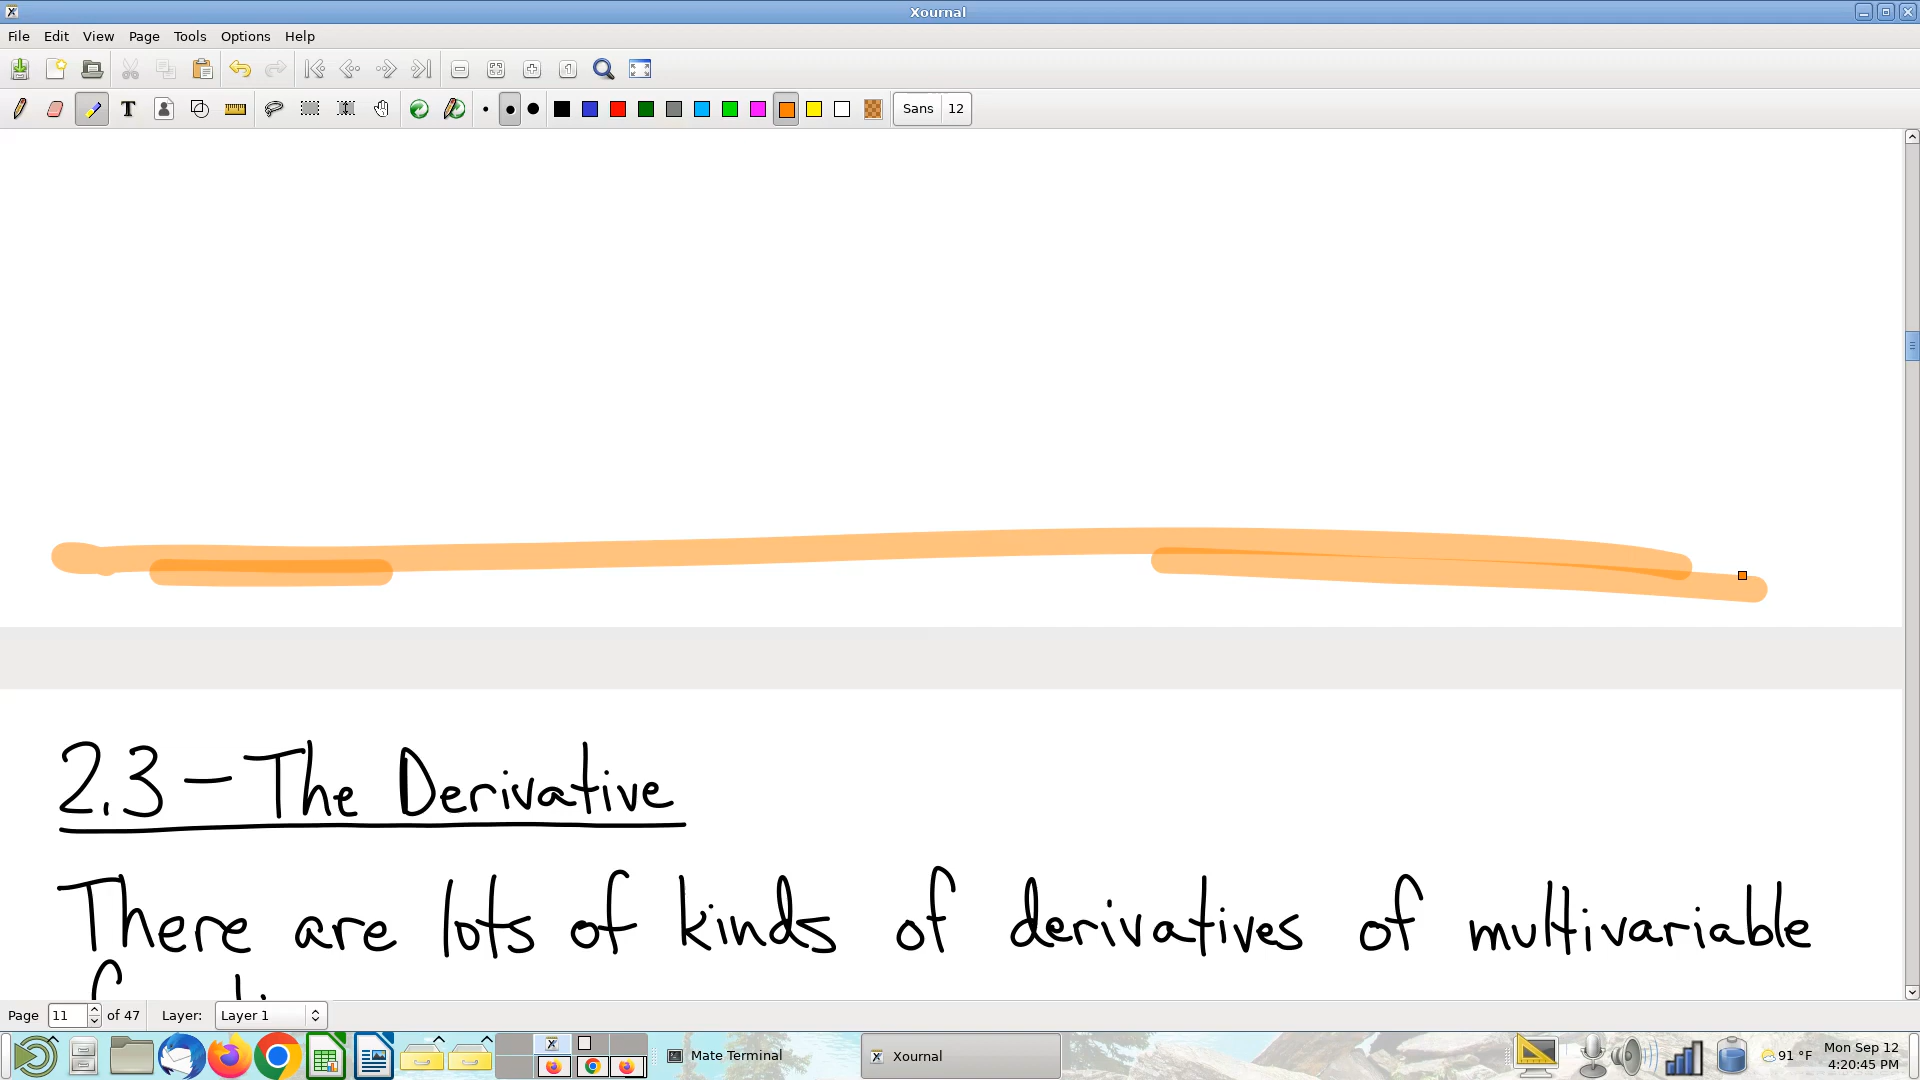 Xournal
File Edit View Page Tools Options Help
Sans 12
2.3 - The Derivative
There are lots of kinds of derivatives of multivariable
Page 11 of 47 Layer: Layer 1
Mate Terminal Xournal 91 °F Mon Sep 12
4:20:45 PM